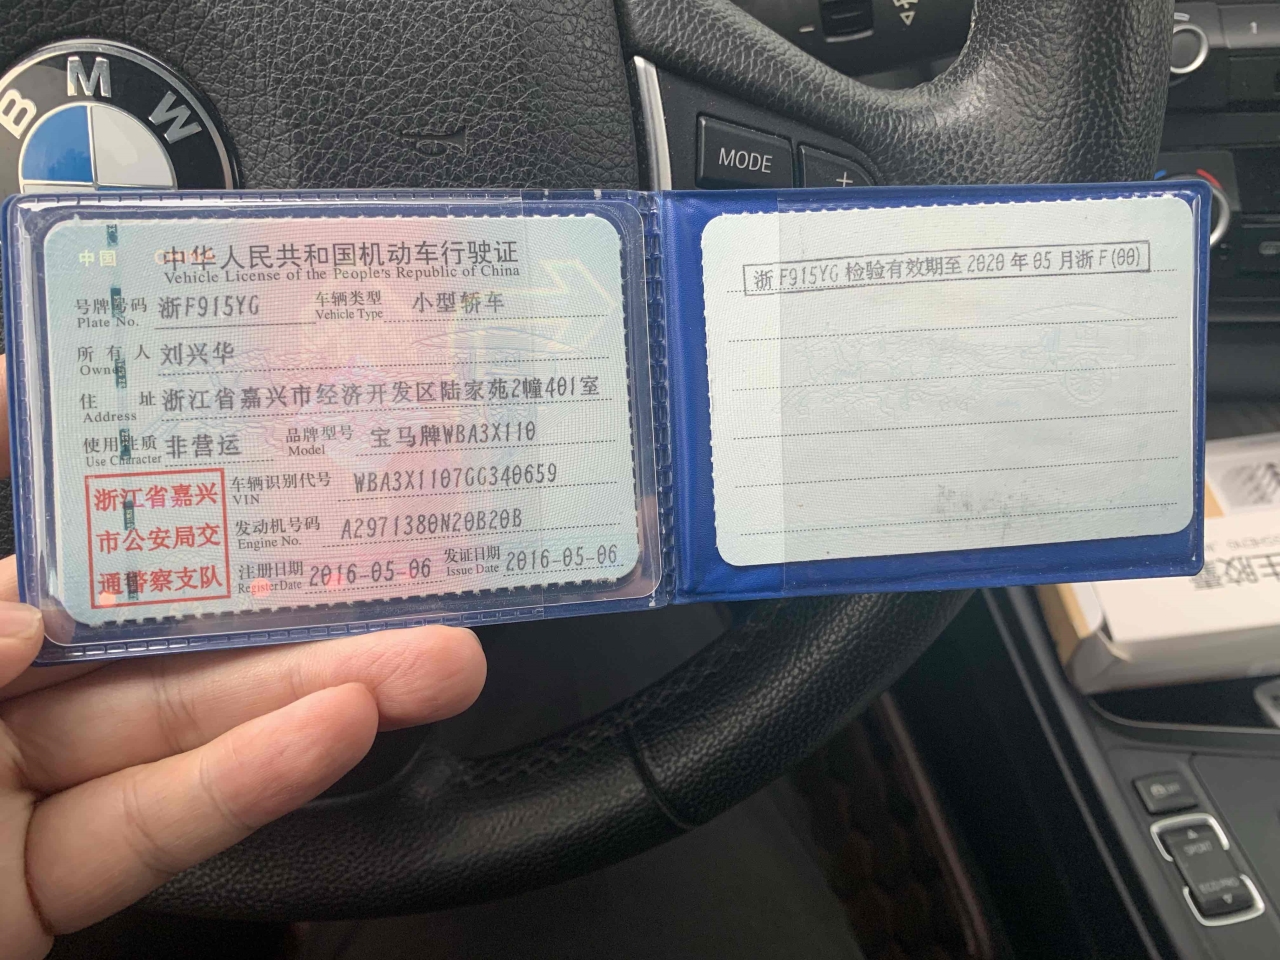 BMW
MODE
+
1
中国
中华人民共和国机动车行驶证
Vehicle License of the People's Republic of China
号牌号码 浙F915YG 车辆类型 小型轿车
Plate No. Vehicle Type
所有人 刘兴华
Owner
住址 浙江省嘉兴市经济开发区陆家苑2幢401室
Address
使用性质 非营运 品牌型号 宝马牌WBA3X110
Use Character Model
浙江省嘉兴
市公安局交
通警察支队
车辆识别代号 WBA3X1107GG340659
VIN
发动机号码 A2971380N20B20B
Engine No.
注册日期 2016-05-06 发证日期 2016-05-06
Register Date Issue Date
浙F915YG 检验有效期至2020年05月浙F(00)
SPORT
ECO PRO